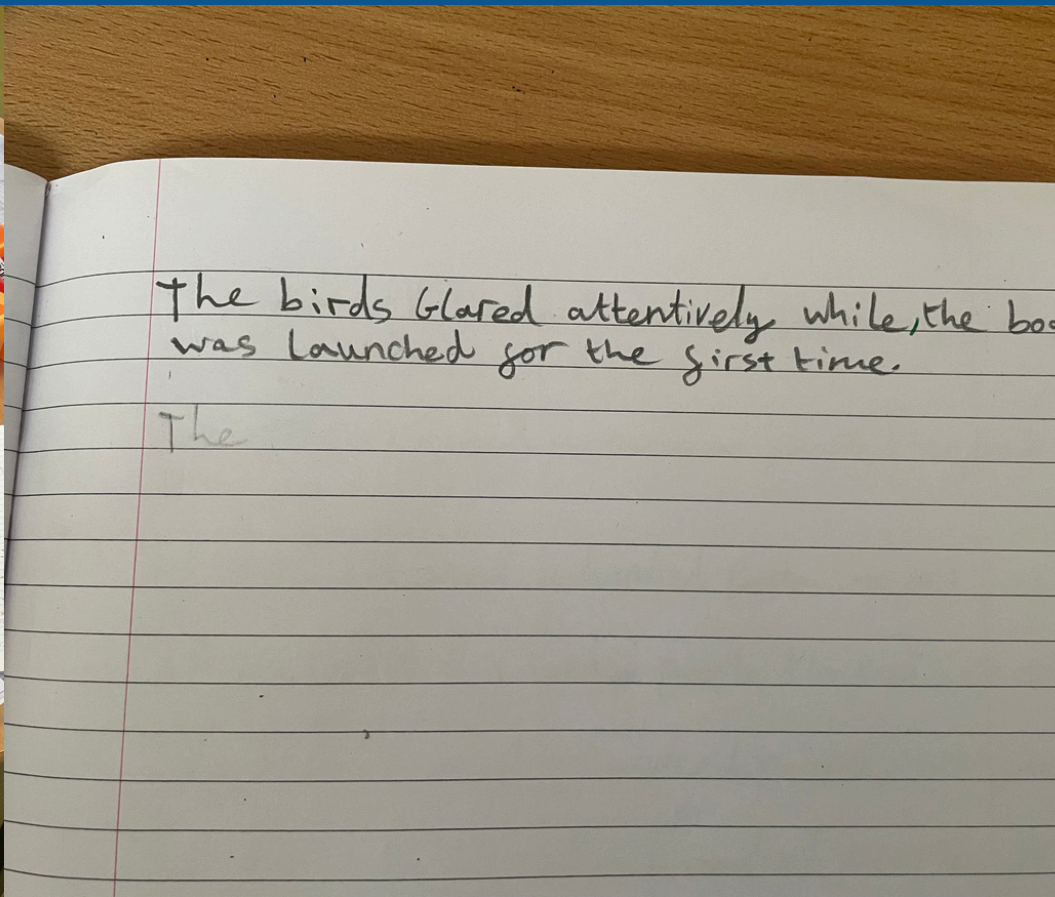 The birds Glared attentively while, the
was launched for the first time.
The